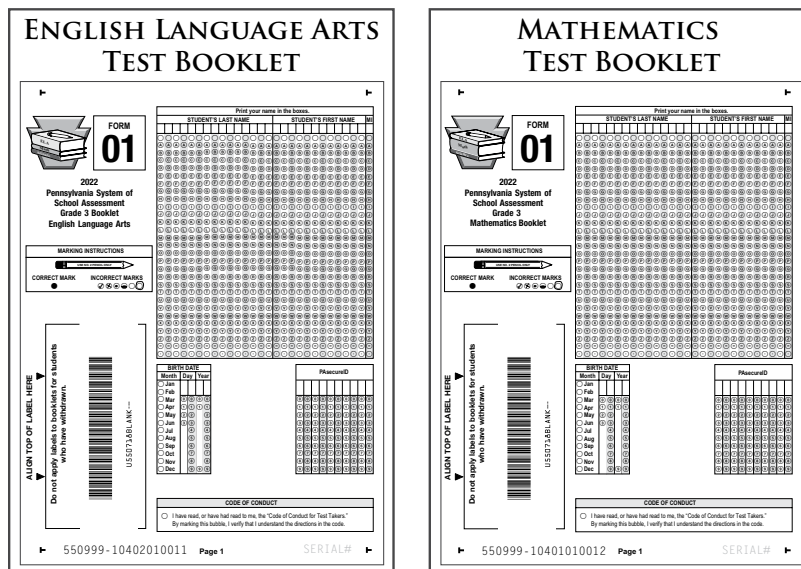 ENGLISH LANGUAGE ARTS
TEST BOOKLET
Print your name in the boxes.
STUDENT'S LAST NAME
STUDENT'S FIRST NAME
MI
FORM
01
2022
Pennsylvania System of
School Assessment
Grade 3 Booklet
English Language Arts
MARKING INSTRUCTIONS
CORRECT MARK
INCORRECT MARKS
ALIGN TOP OF LABEL HERE
Do not apply labels to booklets for students
who have withdrawn.
U5SD73ABLANK--
BIRTH DATE
Month Day Year
Jan
Feb
Mar
Apr
May
Jun
Jul
Aug
Sep
Oct
Nov
Dec
PAsecureID
CODE OF CONDUCT
I have read, or have had read to me, the "Code of Conduct for Test Takers."
By marking this bubble, I verify that I understand the directions in the code.
550999-10402010011 Page 1 SERIAL#
MATHEMATICS
TEST BOOKLET
Print your name in the boxes.
STUDENT'S LAST NAME
STUDENT'S FIRST NAME
MI
FORM
01
2022
Pennsylvania System of
School Assessment
Grade 3
Mathematics Booklet
MARKING INSTRUCTIONS
CORRECT MARK
INCORRECT MARKS
ALIGN TOP OF LABEL HERE
Do not apply labels to booklets for students
who have withdrawn.
U5SD73ABLANK--
BIRTH DATE
Month Day Year
Jan
Feb
Mar
Apr
May
Jun
Jul
Aug
Sep
Oct
Nov
Dec
PAsecureID
CODE OF CONDUCT
I have read, or have had read to me, the "Code of Conduct for Test Takers."
By marking this bubble, I verify that I understand the directions in the code.
550999-10401010012 Page 1 SERIAL#